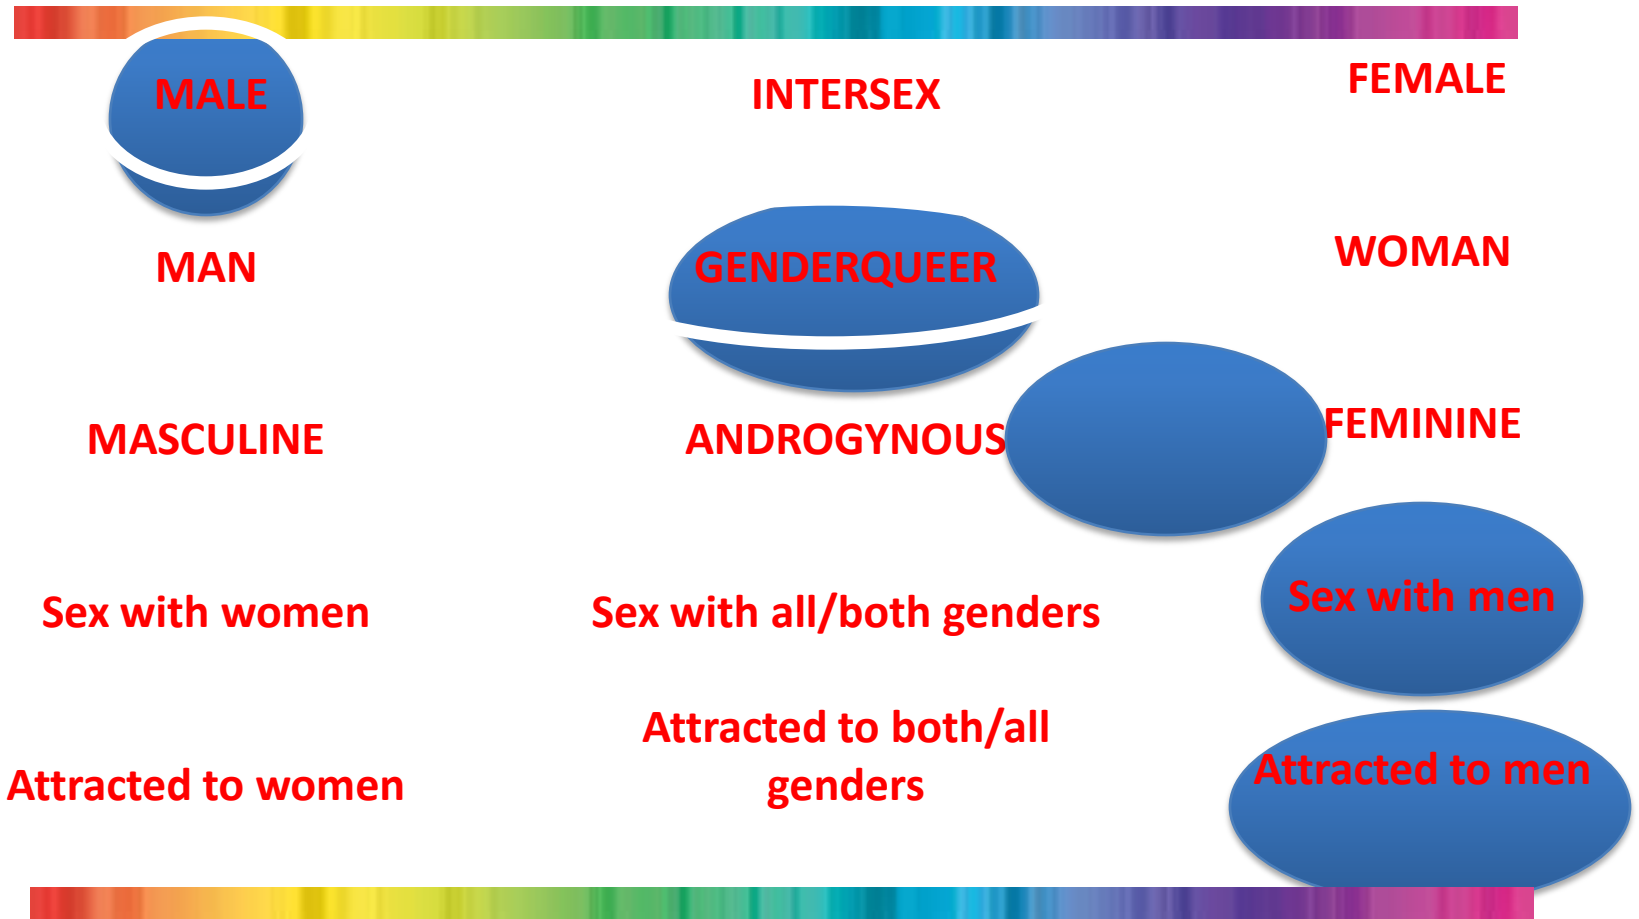 MALE INTERSEX FEMALE
MAN GENDERQUEER WOMAN
MASCULINE ANDROGYNOUS FEMININE
Sex with women Sex with all/both genders Sex with men
Attracted to women Attracted to both/all
genders Attracted to men